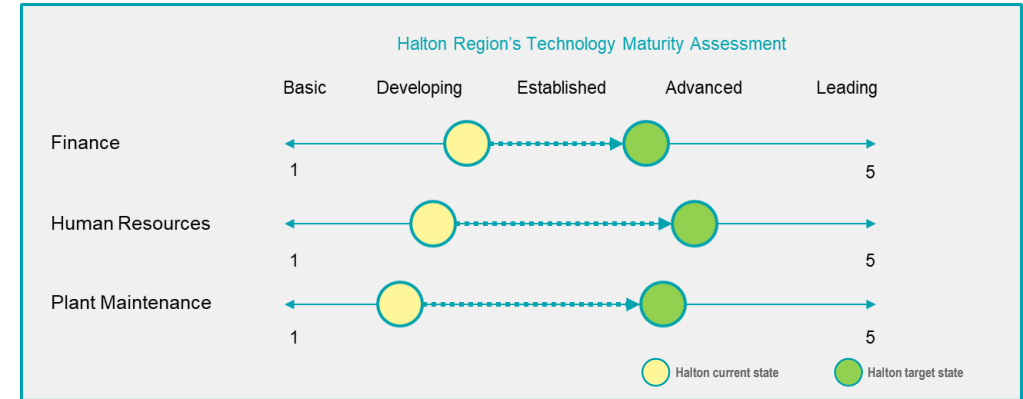 Halton Region's Technology Maturity Assessment
Basic Developing Established Advanced Leading
Finance
1 5
Human Resources
1 5
Plant Maintenance
1 5
Halton current state Halton target state